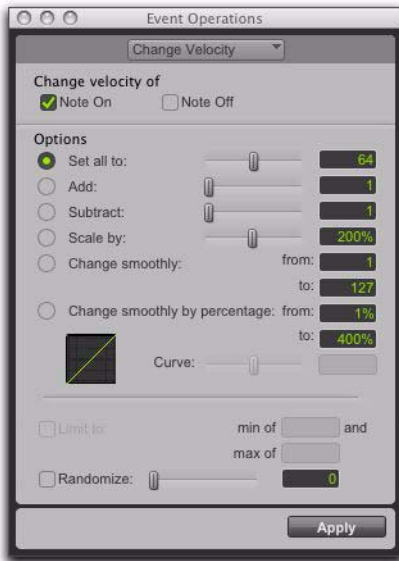 Event Operations
Change Velocity
Change velocity of
Note On Note Off
Options
Set all to: 64
Add: 1
Subtract: 1
Scale by: 200%
Change smoothly: from: 1
to: 127
Change smoothly by percentage: from: 1%
to: 400%
Curve:
Limit to: min of and
max of
Randomize: 0
Apply